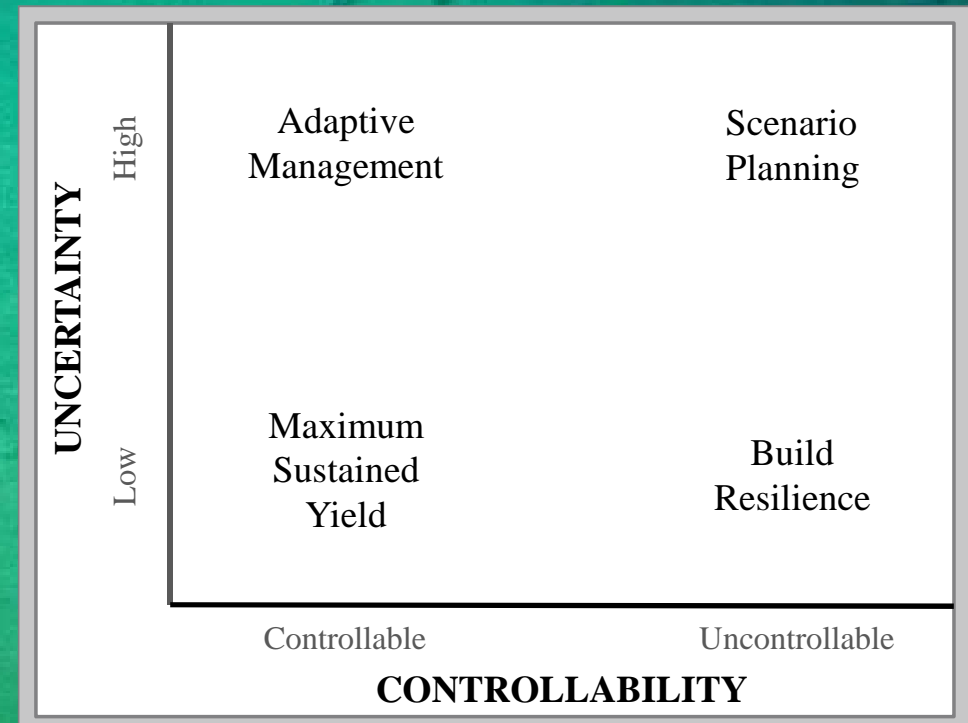 UNCERTAINTY
High
Low
Adaptive
Management
Scenario
Planning
Maximum
Sustained
Yield
Build
Resilience
Controllable
Uncontrollable
CONTROLLABILITY